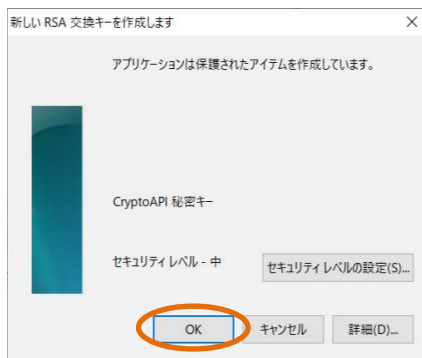 新しい RSA 交換キーを作成します
アプリケーションは保護されたアイテムを作成しています。
CryptoAPI 秘密キー
セキュリティ レベル - 中
セキュリティ レベルの設定(S)...
OK キャンセル 詳細(D)...